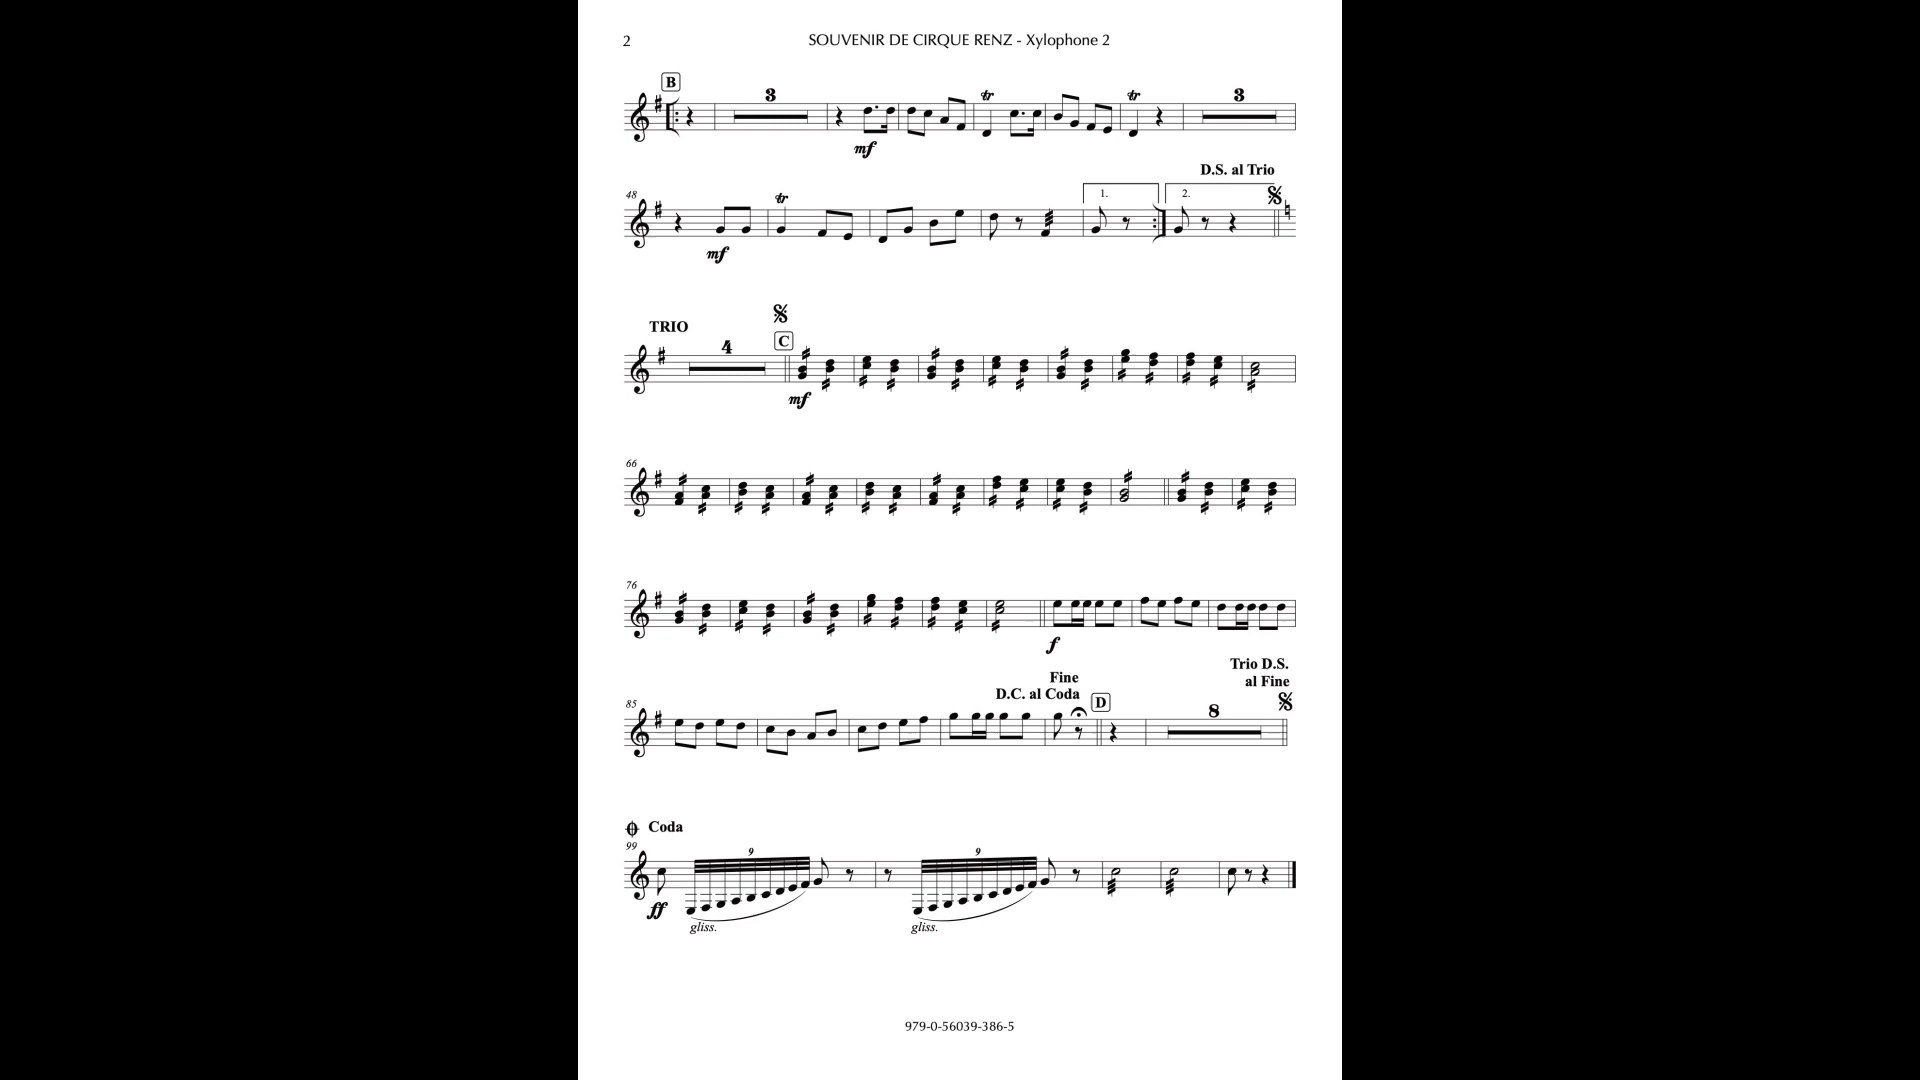 2
SOUVENIR DE CIRQUE RENZ - Xylophone 2
B
3
tr
tr
3
mf
D.S. al Trio
48
tr
1.
2.
mf
TRIO
4
C
mf
66
76
f
Trio D.S.
al Fine
Fine
D.C. al Coda
85
D
8
Coda
99
9
9
ff
gliss.
gliss.
979-0-56039-386-5